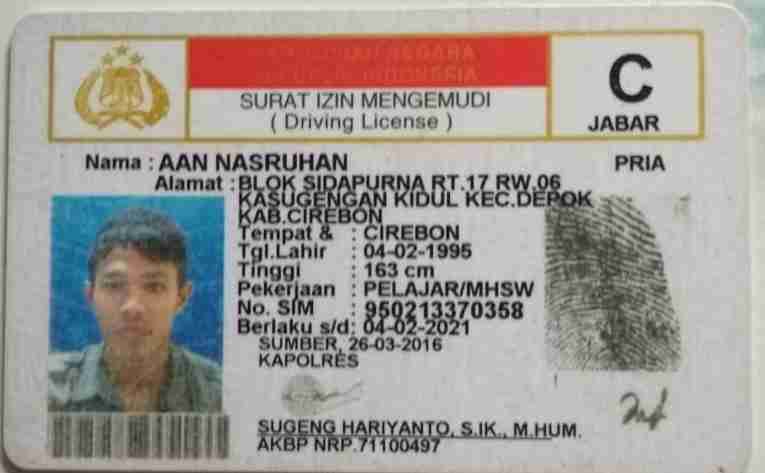 KEPOLISIAN NEGARA
REPUBLIK INDONESIA
SURAT IZIN MENGEMUDI
( Driving License )
C
JABAR
Nama : AAN NASRUHAN
PRIA
Alamat : BLOK SIDAPURNA RT.17 RW.06
KASUGENGAN KIDUL KEC.DEPOK
KAB.CIREBON
Tempat & : CIREBON
Tgl.Lahir : 04-02-1995
Tinggi : 163 cm
Pekerjaan : PELAJAR/MHSW
No. SIM : 950213370358
Berlaku s/d: 04-02-2021
SUMBER, 26-03-2016
KAPOLRES
SUGENG HARIYANTO, S.IK., M.HUM.
AKBP NRP.71100497